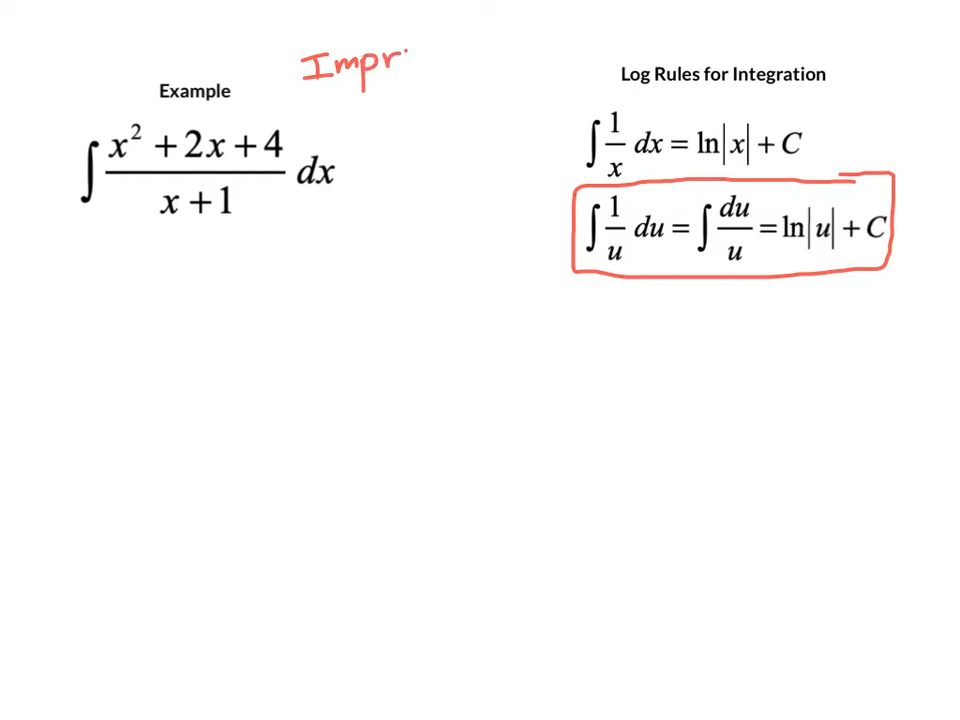 Impr
Example
∫ (x² + 2x + 4)/(x + 1) dx
Log Rules for Integration
∫ 1/x dx = ln|x| + C
∫ 1/u du = ∫ du/u = ln|u| + C